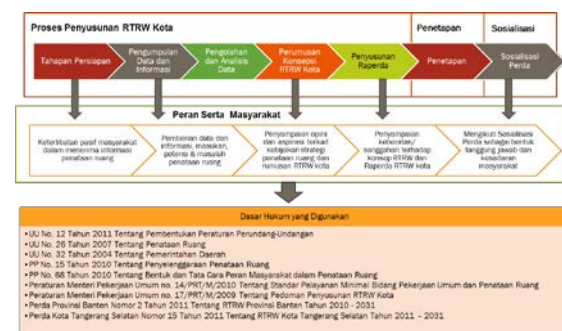 Proses Penyusunan RTRW Kota
Penetapan
Sosialisasi
Tahapan Persiapan
Pengumpulan
Data dan
Informasi
Pengolahan
dan Analisis
Data
Perumusan
Konsepsi
RTRW Kota
Penyusunan
Raperda
Penetapan
Sosialisasi
Perda
Peran Serta Masyarakat
Keterlibatan pasif masyarakat
dalam menerima informasi
penataan ruang
Pemberian data dan
informasi, masukan,
potensi & masalah
penataan ruang
Penyampaian opini
dan aspirasi terkait
kebijakan strategi
penataan ruang dan
rumusan RTRW kota
Penyampaian
keberatan/
sanggahan terhadap
konsep RTRW dan
Raperda RTRW kota
Mengikuti Sosialisasi
Perda sebagai bentuk
tanggung jawab dan
kesadaran
masyarakat
Dasar Hukum yang Digunakan
•UU No. 12 Tahun 2011 Tentang Pembentukan Peraturan Perundang-Undangan
•UU No. 26 Tahun 2007 Tentang Penataan Ruang
•UU No. 32 Tahun 2004 Tentang Pemerintahan Daerah
•PP No. 15 Tahun 2010 Tentang Penyelenggaraan Penataan Ruang
•PP No. 68 Tahun 2010 Tentang Bentuk dan Tata Cara Peran Masyarakat dalam Penataan Ruang
•Peraturan Menteri Pekerjaan Umum no. 14/PRT/M/2010 Tentang Standar Pelayanan Minimal Bidang Pekerjaan Umum dan Penataan Ruang
•Peraturan Menteri Pekerjaan Umum no. 17/PRT/M/2009 Tentang Pedoman Penyusunan RTRW Kota
•Perda Provinsi Banten Nomor 2 Tahun 2011 Tentang RTRW Provinsi Banten Tahun 2010 - 2031
•Perda Kota Tangerang Selatan Nomor 15 Tahun 2011 Tentang RTRW Kota Tangerang Selatan Tahun 2011 – 2031